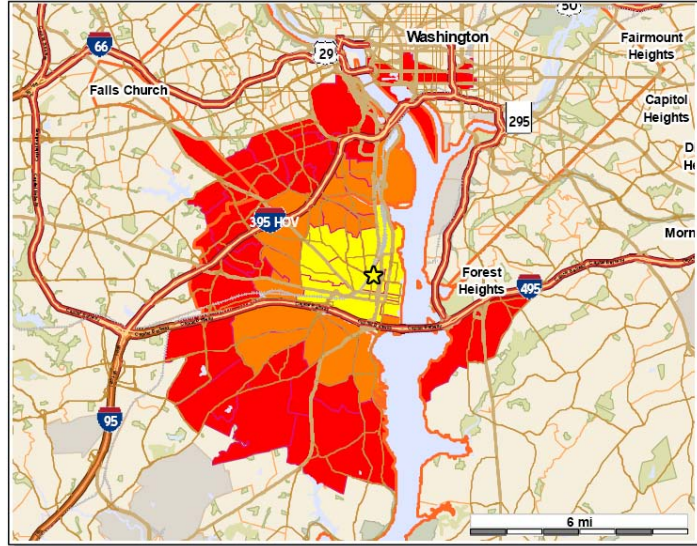 50
Washington
29
66
Fairmount
Heights
Falls Church
295
Capitol
Heights
395 HOV
Morn
Forest
Heights
495
95
6 mi